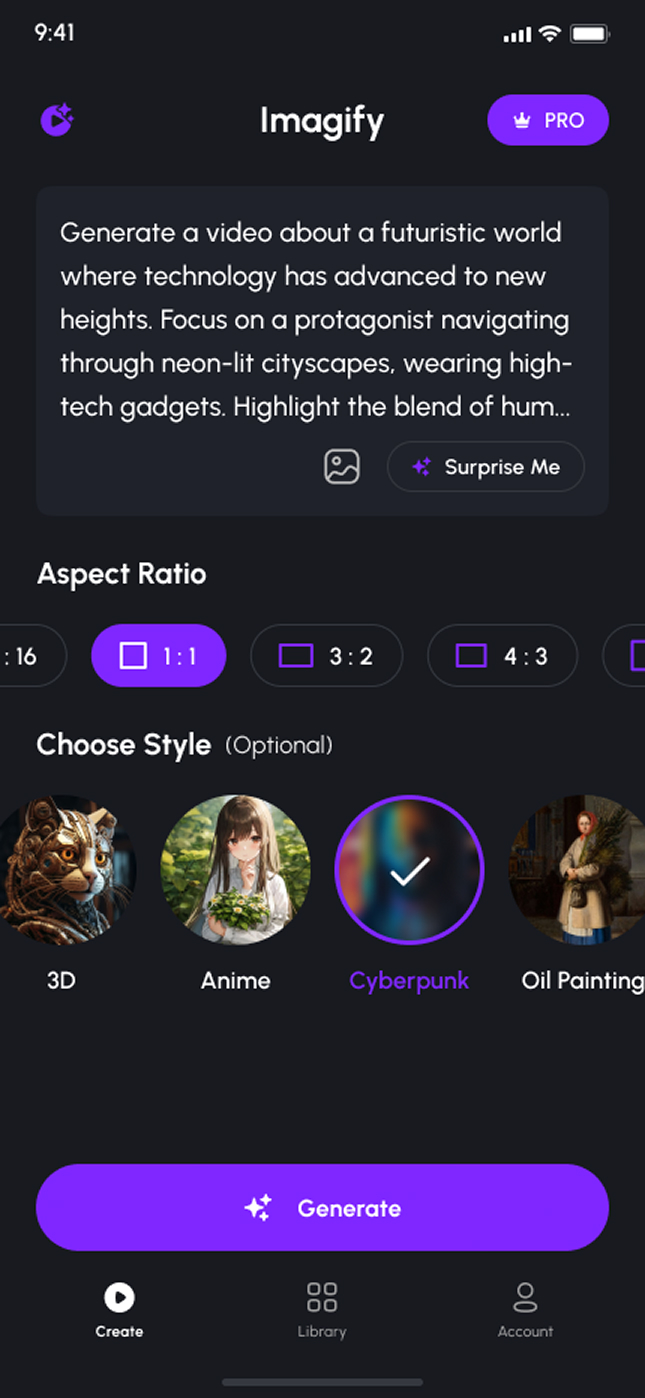 9:41
Imagify
PRO
Generate a video about a futuristic world
where technology has advanced to new
heights. Focus on a protagonist navigating
through neon-lit cityscapes, wearing high-
tech gadgets. Highlight the blend of hum...
Surprise Me
Aspect Ratio
: 16 1 : 1 3 : 2 4 : 3
Choose Style (Optional)
3D Anime Cyberpunk Oil Painting
Generate
Create Library Account